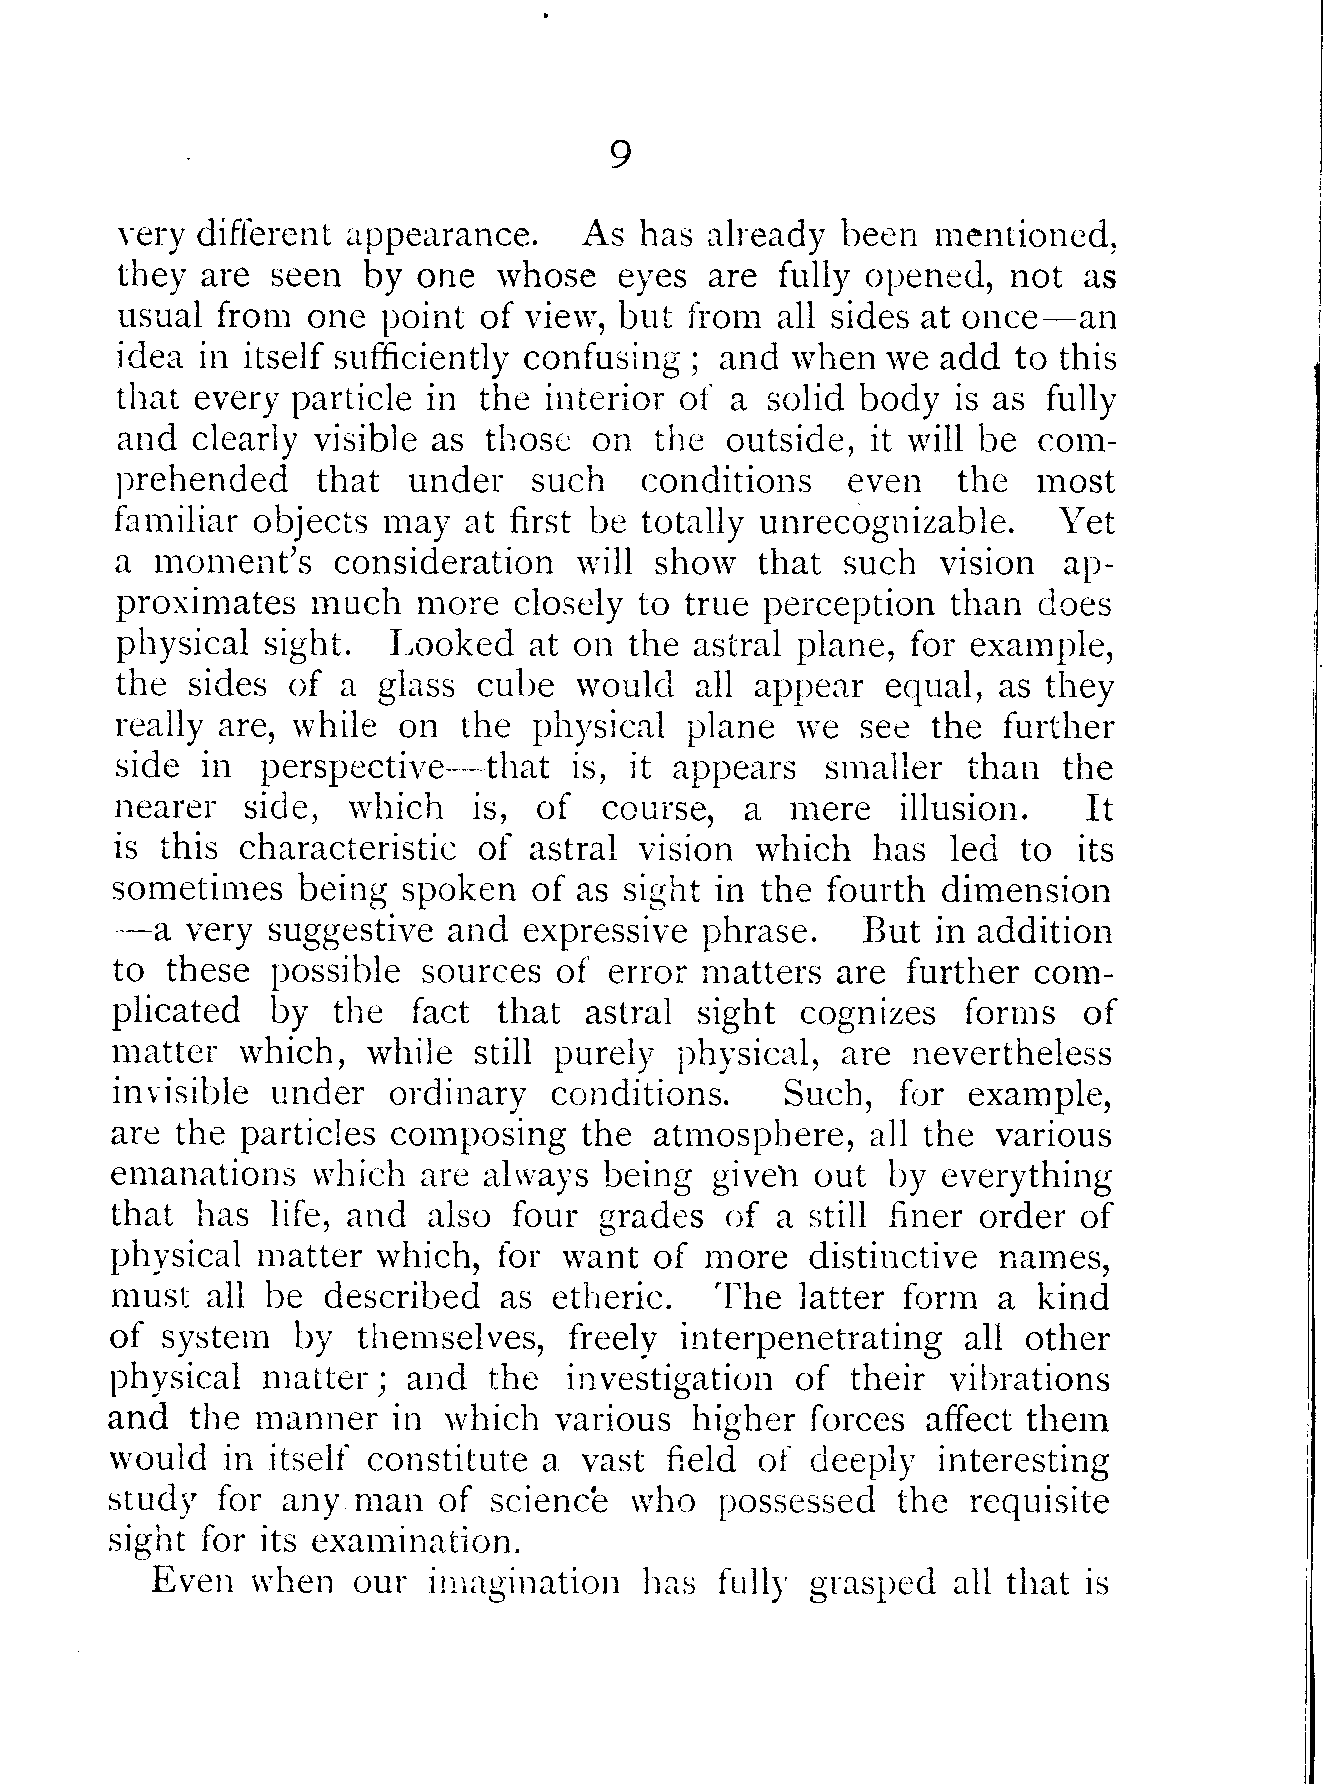 9
very different appearance. As has already been mentioned,
they are seen by one whose eyes are fully opened, not as
usual from one point of view, but from all sides at once—an
idea in itself sufficiently confusing ; and when we add to this
that every particle in the interior of a solid body is as fully
and clearly visible as those on the outside, it will be com-
prehended that under such conditions even the most
familiar objects may at first be totally unrecognizable. Yet
a moment's consideration will show that such vision ap-
proximates much more closely to true perception than does
physical sight. Looked at on the astral plane, for example,
the sides of a glass cube would all appear equal, as they
really are, while on the physical plane we see the further
side in perspective—that is, it appears smaller than the
nearer side, which is, of course, a mere illusion. It
is this characteristic of astral vision which has led to its
sometimes being spoken of as sight in the fourth dimension
—a very suggestive and expressive phrase. But in addition
to these possible sources of error matters are further com-
plicated by the fact that astral sight cognizes forms of
matter which, while still purely physical, are nevertheless
invisible under ordinary conditions. Such, for example,
are the particles composing the atmosphere, all the various
emanations which are always being given out by everything
that has life, and also four grades of a still finer order of
physical matter which, for want of more distinctive names,
must all be described as etheric. The latter form a kind
of system by themselves, freely interpenetrating all other
physical matter ; and the investigation of their vibrations
and the manner in which various higher forces affect them
would in itself constitute a vast field of deeply interesting
study for any man of science who possessed the requisite
sight for its examination.
Even when our imagination has fully grasped all that is